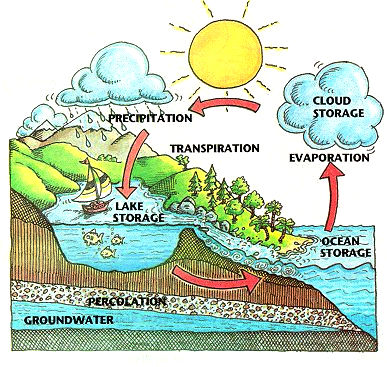 CLOUD
STORAGE
PRECIPITATION
TRANSPIRATION
EVAPORATION
LAKE
STORAGE
OCEAN
STORAGE
PERCOLATION
GROUNDWATER